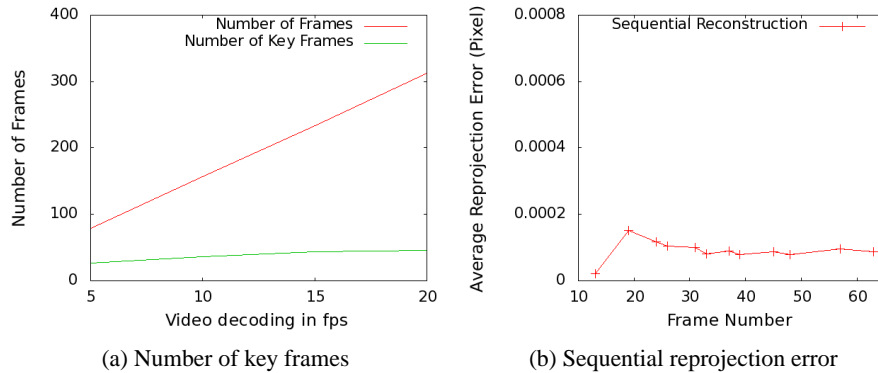 400
300
200
100
0
5
10
15
20
Number of Frames
Video decoding in fps
Number of Frames
Number of Key Frames
(a) Number of key frames
0.0008
0.0006
0.0004
0.0002
0
10
20
30
40
50
60
Average Reprojection Error (Pixel)
Frame Number
Sequential Reconstruction
(b) Sequential reprojection error